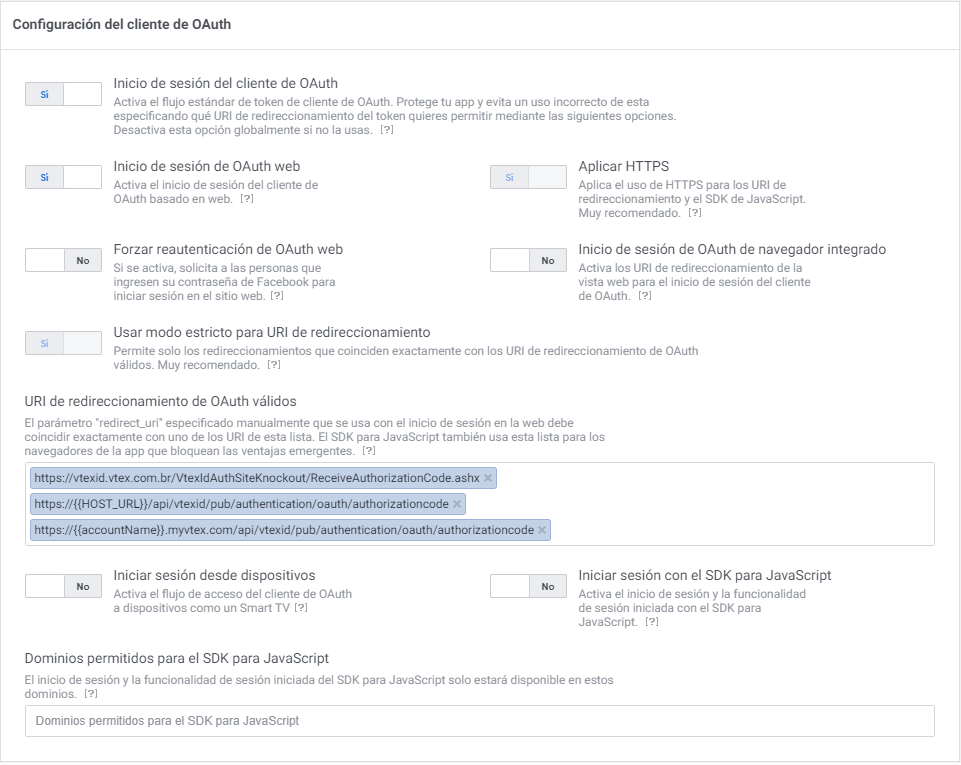 Configuración del cliente de OAuth
Sí
Inicio de sesión del cliente de OAuth
Activa el flujo estándar de token de cliente de OAuth. Protege tu app y evita un uso incorrecto de esta
especificando qué URI de redireccionamiento del token quieres permitir mediante las siguientes opciones.
Desactiva esta opción globalmente si no la usas. [?]
Sí
Inicio de sesión de OAuth web
Activa el inicio de sesión del cliente de
OAuth basado en web. [?]
Sí
Aplicar HTTPS
Aplica el uso de HTTPS para los URI de
redireccionamiento y el SDK de JavaScript.
Muy recomendado. [?]
No
Forzar reautenticación de OAuth web
Si se activa, solicita a las personas que
ingresen su contraseña de Facebook para
iniciar sesión en el sitio web. [?]
No
Inicio de sesión de OAuth de navegador integrado
Activa los URI de redireccionamiento de la
vista web para el inicio de sesión del cliente
de OAuth. [?]
Sí
Usar modo estricto para URI de redireccionamiento
Permite solo los redireccionamientos que coinciden exactamente con los URI de redireccionamiento de OAuth
válidos. Muy recomendado. [?]
URI de redireccionamiento de OAuth válidos
El parámetro "redirect_uri" especificado manualmente que se usa con el inicio de sesión en la web debe
coincidir exactamente con uno de los URI de esta lista. El SDK para JavaScript también usa esta lista para los
navegadores de la app que bloquean las ventajas emergentes. [?]
https://vtexid.vtex.com.br/VtexIdAuthSiteKnockout/ReceiveAuthorizationCode.ashx ×
https://{{HOST_URL}}/api/vtexid/pub/authentication/oauth/authorizationcode ×
https://{{accountName}}.myvtex.com/api/vtexid/pub/authentication/oauth/authorizationcode ×
No
Iniciar sesión desde dispositivos
Activa el flujo de acceso del cliente de OAuth
a dispositivos como un Smart TV [?]
No
Iniciar sesión con el SDK para JavaScript
Activa el inicio de sesión y la funcionalidad
de sesión iniciada con el SDK para
JavaScript. [?]
Dominios permitidos para el SDK para JavaScript
El inicio de sesión y la funcionalidad de sesión iniciada del SDK para JavaScript solo estará disponible en estos
dominios. [?]
Dominios permitidos para el SDK para JavaScript